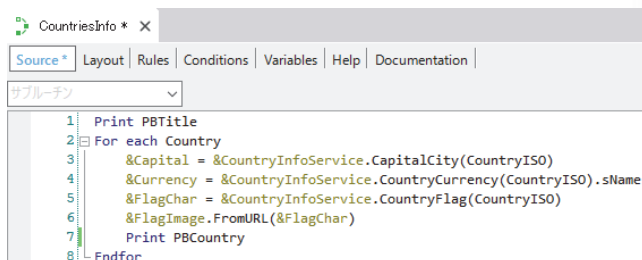 CountriesInfo * ×
Source * Layout Rules Conditions Variables Help Documentation
サブルーチン
1 Print PBTitle
2 For each Country
3 &Capital = &CountryInfoService.CapitalCity(CountryISO)
4 &Currency = &CountryInfoService.CountryCurrency(CountryISO).sName
5 &FlagChar = &CountryInfoService.CountryFlag(CountryISO)
6 &FlagImage.FromURL(&FlagChar)
7 Print PBCountry
8 Endfor